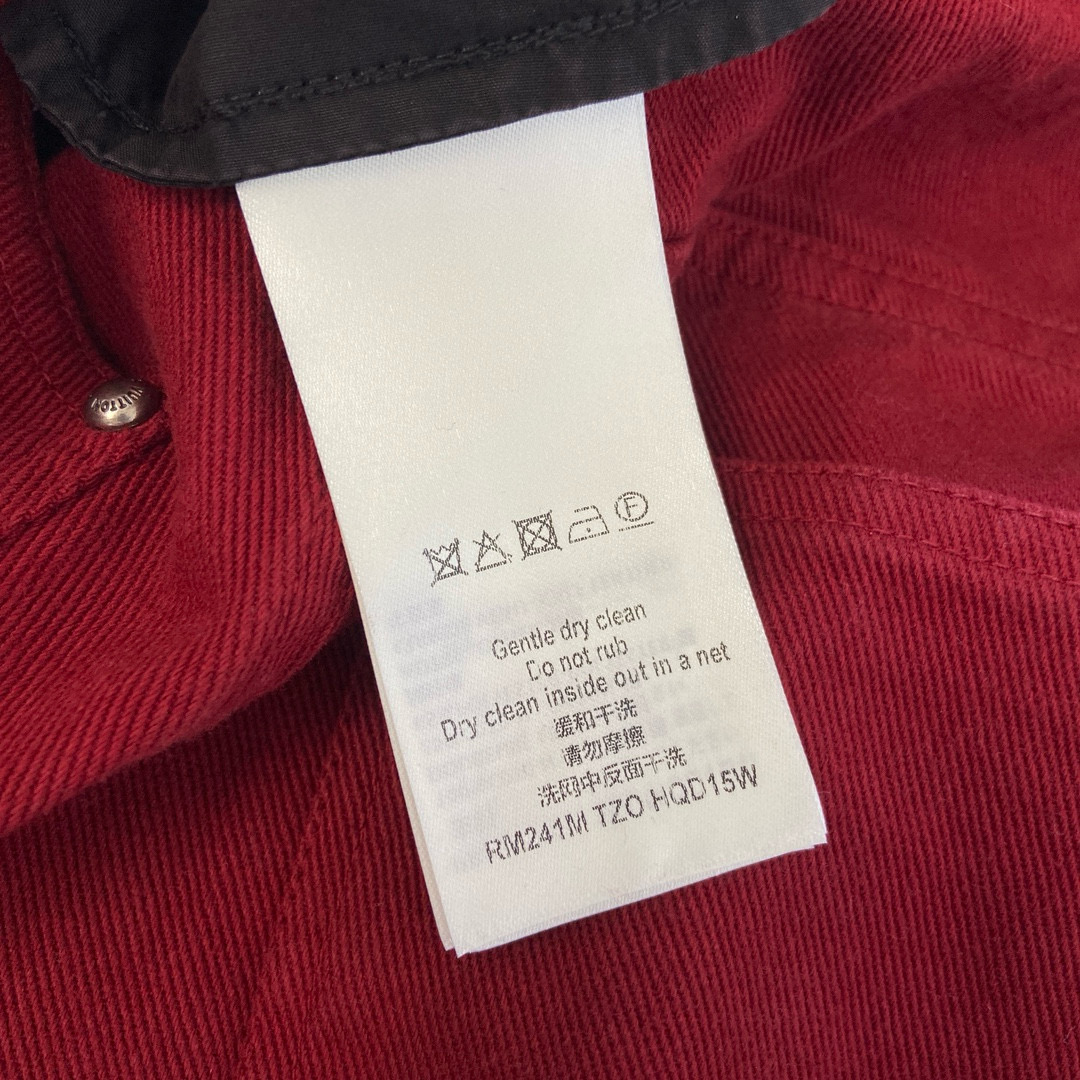 F
Gentle dry clean
Do not rub
Dry clean inside out in a net
缓和干洗
请勿摩擦
洗网中反面干洗
RM241M TZO HQD15W